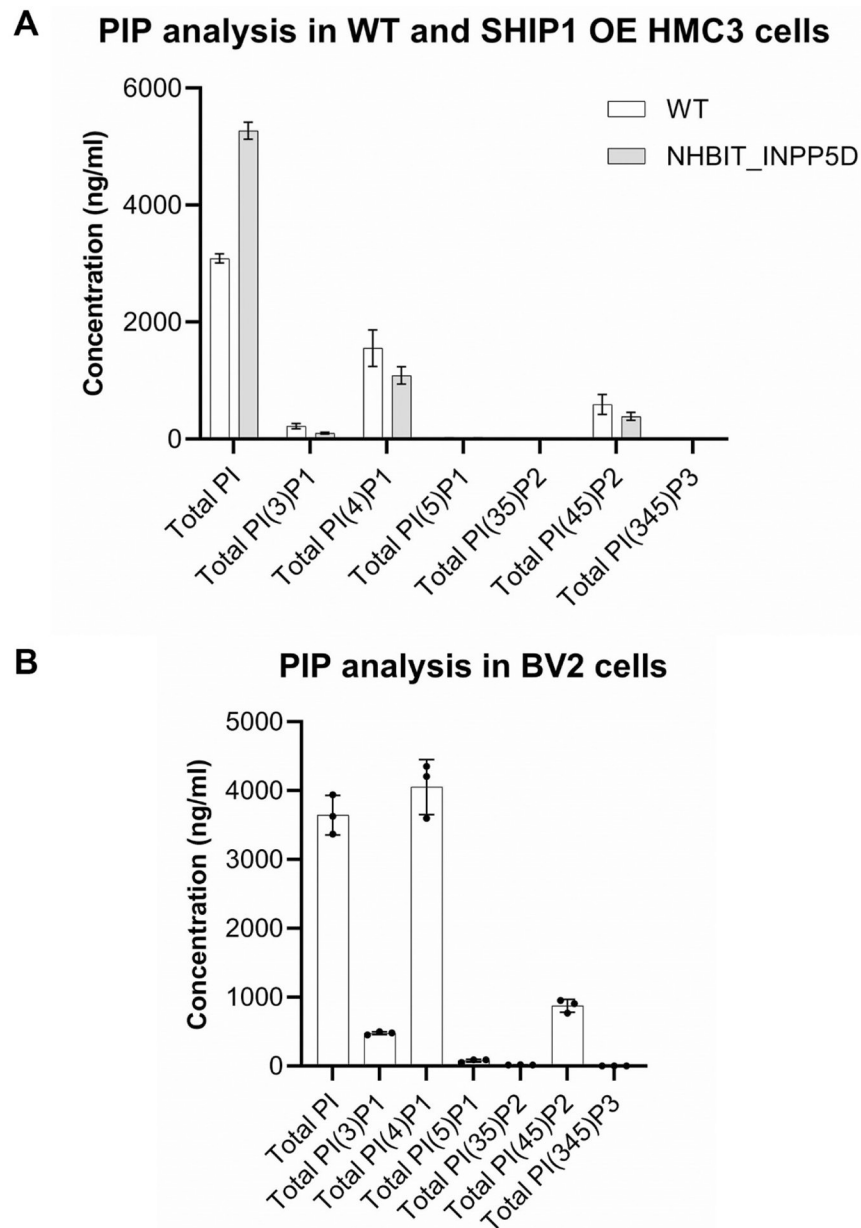 A
PIP analysis in WT and SHIP1 OE HMC3 cells
Concentration (ng/ml)
6000
4000
2000
0
WT
NHBIT_INPP5D
Total PI
Total PI(3)P1
Total PI(4)P1
Total PI(5)P1
Total PI(35)P2
Total PI(45)P2
Total PI(345)P3
B
PIP analysis in BV2 cells
Concentration (ng/ml)
5000
4000
3000
2000
1000
0
Total PI
Total PI(3)P1
Total PI(4)P1
Total PI(5)P1
Total PI(35)P2
Total PI(45)P2
Total PI(345)P3